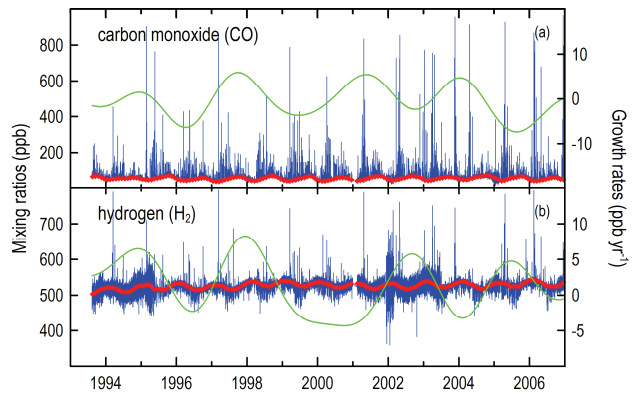 carbon monoxide (CO)
(a)
800
600
400
200
20
10
0
-10
hydrogen (H₂)
(b)
700
600
500
400
10
5
0
-5
Mixing ratios (ppb)
Growth rates (ppb yr⁻¹)
1994 1996 1998 2000 2002 2004 2006